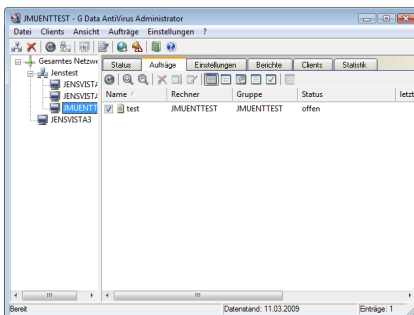 JMUENTTEST - G Data AntiVirus Administrator
Datei Clients Ansicht Aufträge Einstellungen ?
Gesamtes Netzwe
Jenstest
JENSVISTA
JENSVISTA
JMUENTT
JENSVISTA3
Status Aufträge Einstellungen Berichte Clients Statistik
Name Rechner Gruppe Status letzt
test JMUENTTEST JMUENTTEST offen
Bereit Datenstand: 11.03.2009 Einträge: 1